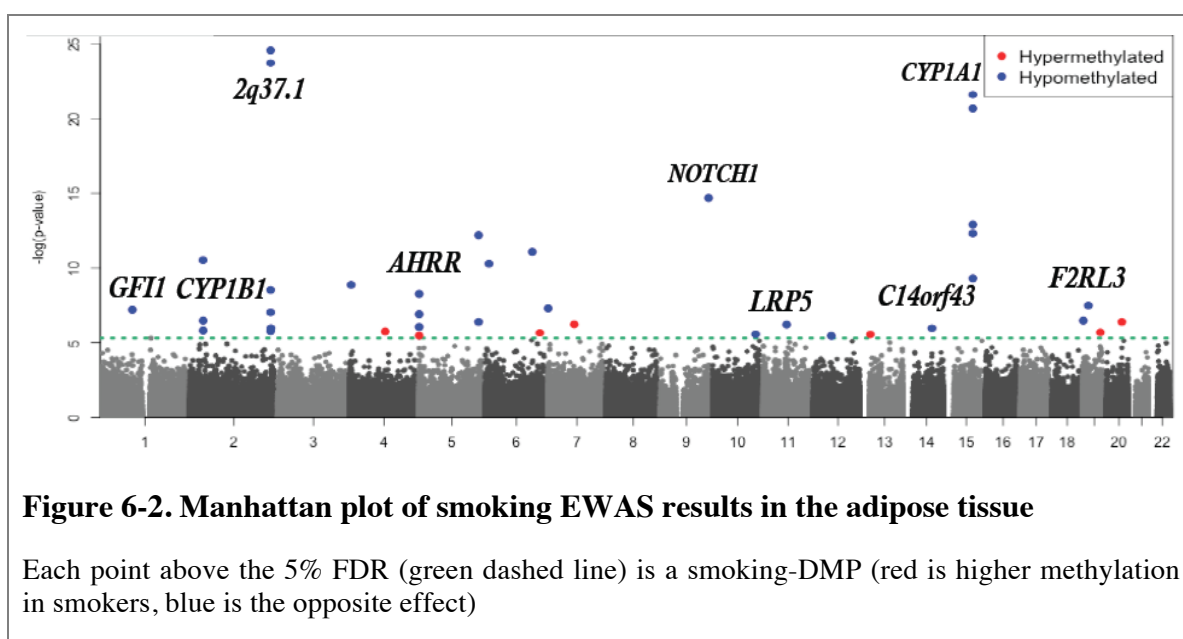 25
20
15
10
5
0
-log(p-value)
Hypermethylated
Hypomethylated
2q37.1
CYP1A1
NOTCH1
GFI1
CYP1B1
AHRR
LRP5
C14orf43
F2RL3
1 2 3 4 5 6 7 8 9 10 11 12 13 14 15 16 17 18 20 22
Figure 6-2. Manhattan plot of smoking EWAS results in the adipose tissue
Each point above the 5% FDR (green dashed line) is a smoking-DMP (red is higher methylation
in smokers, blue is the opposite effect)